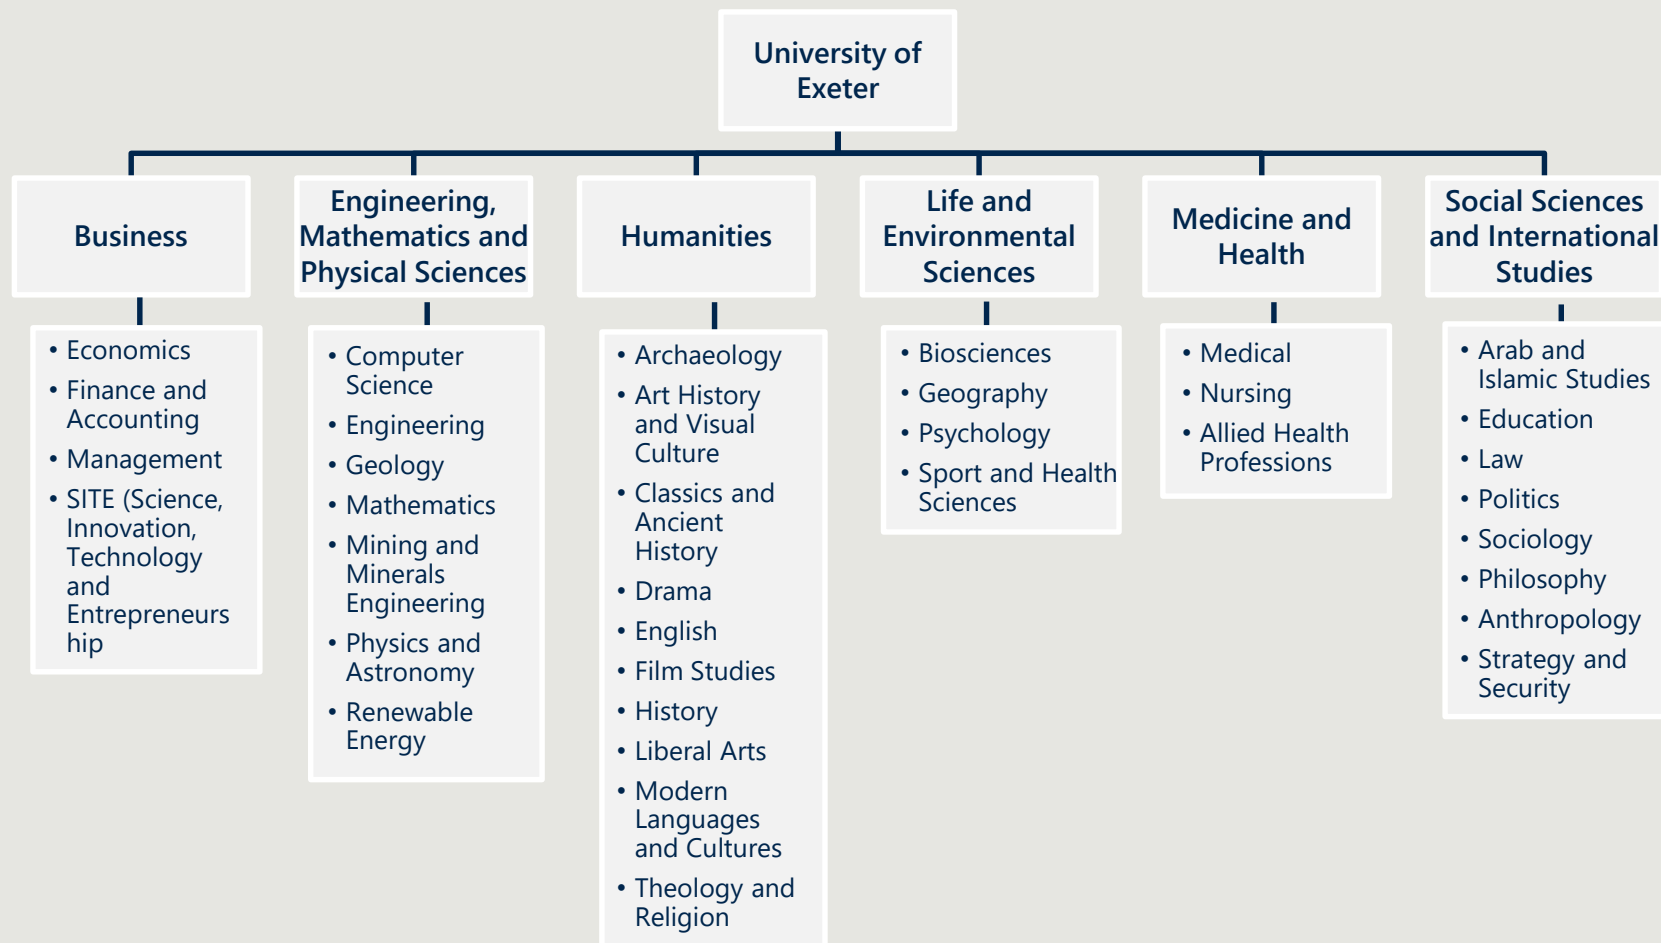 University of
Exeter
Business
Engineering,
Mathematics and
Physical Sciences
Humanities
Life and
Environmental
Sciences
Medicine and
Health
Social Sciences
and International
Studies
• Economics
• Finance and
Accounting
• Management
• SITE (Science,
Innovation,
Technology
and
Entrepreneurs
hip
• Computer
Science
• Engineering
• Geology
• Mathematics
• Mining and
Minerals
Engineering
• Physics and
Astronomy
• Renewable
Energy
• Archaeology
• Art History
and Visual
Culture
• Classics and
Ancient
History
• Drama
• English
• Film Studies
• History
• Liberal Arts
• Modern
Languages
and Cultures
• Theology and
Religion
• Biosciences
• Geography
• Psychology
• Sport and Health
Sciences
• Medical
• Nursing
• Allied Health
Professions
• Arab and
Islamic Studies
• Education
• Law
• Politics
• Sociology
• Philosophy
• Anthropology
• Strategy and
Security